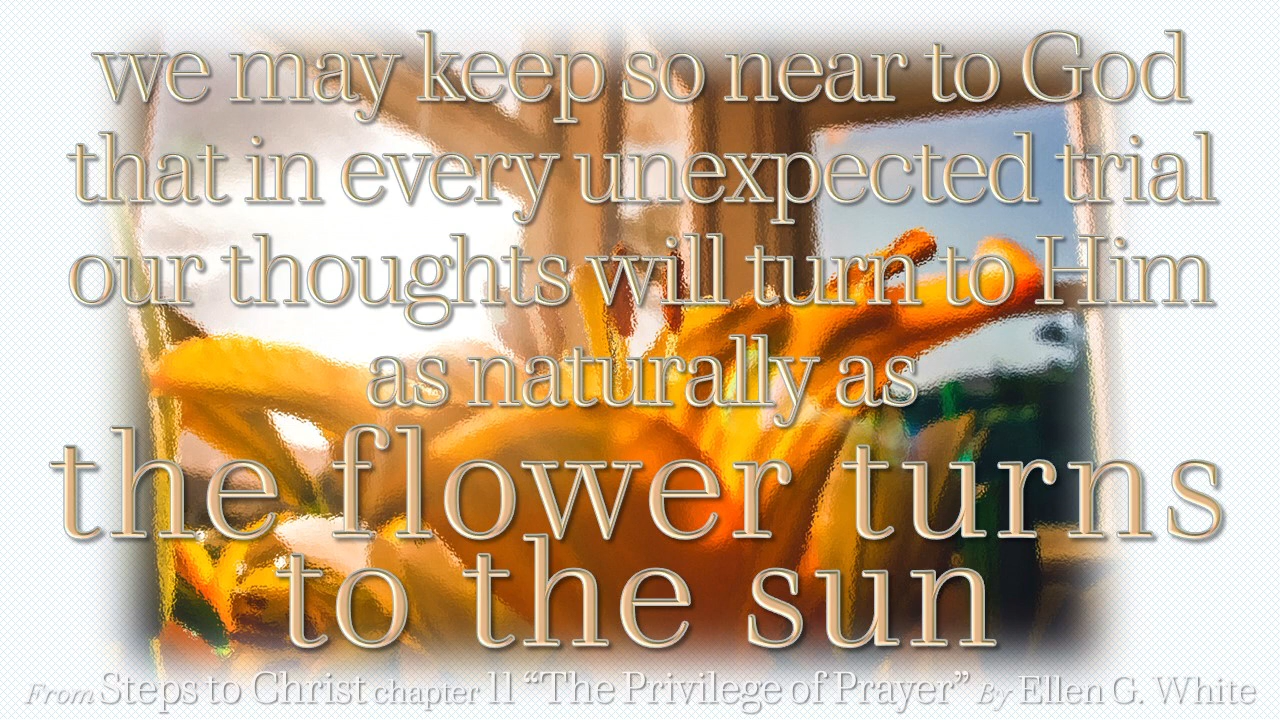 we may keep so near to God
that in every unexpected trial
our thoughts will turn to Him
as naturally as
the flower turns
to the sun
From Steps to Christ chapter 11 “The Privilege of Prayer” By Ellen G. White